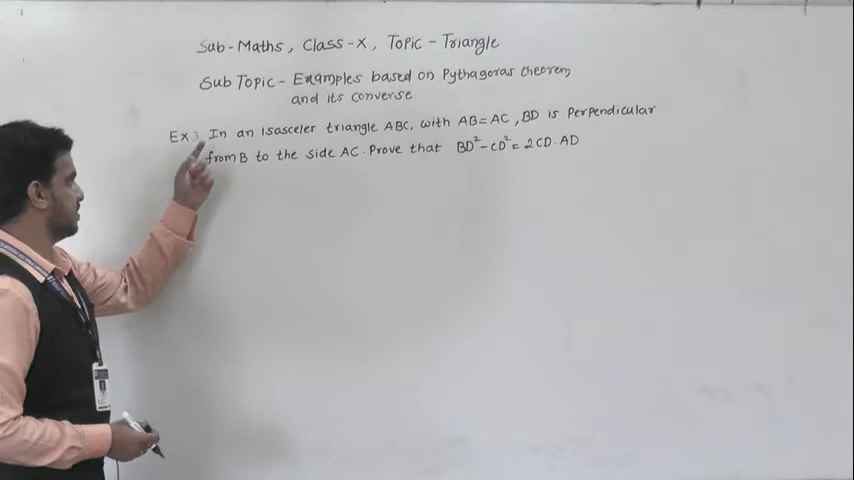 Sub-Maths, Class-X, Topic-Triangle
Sub Topic - Examples based on Pythagoras theorem
and its converse
Ex 3 In an isasceler triangle ABC, with AB=AC, BD is Perpendicular
from B to the side AC. Prove that BD²-CD²=2CD.AD